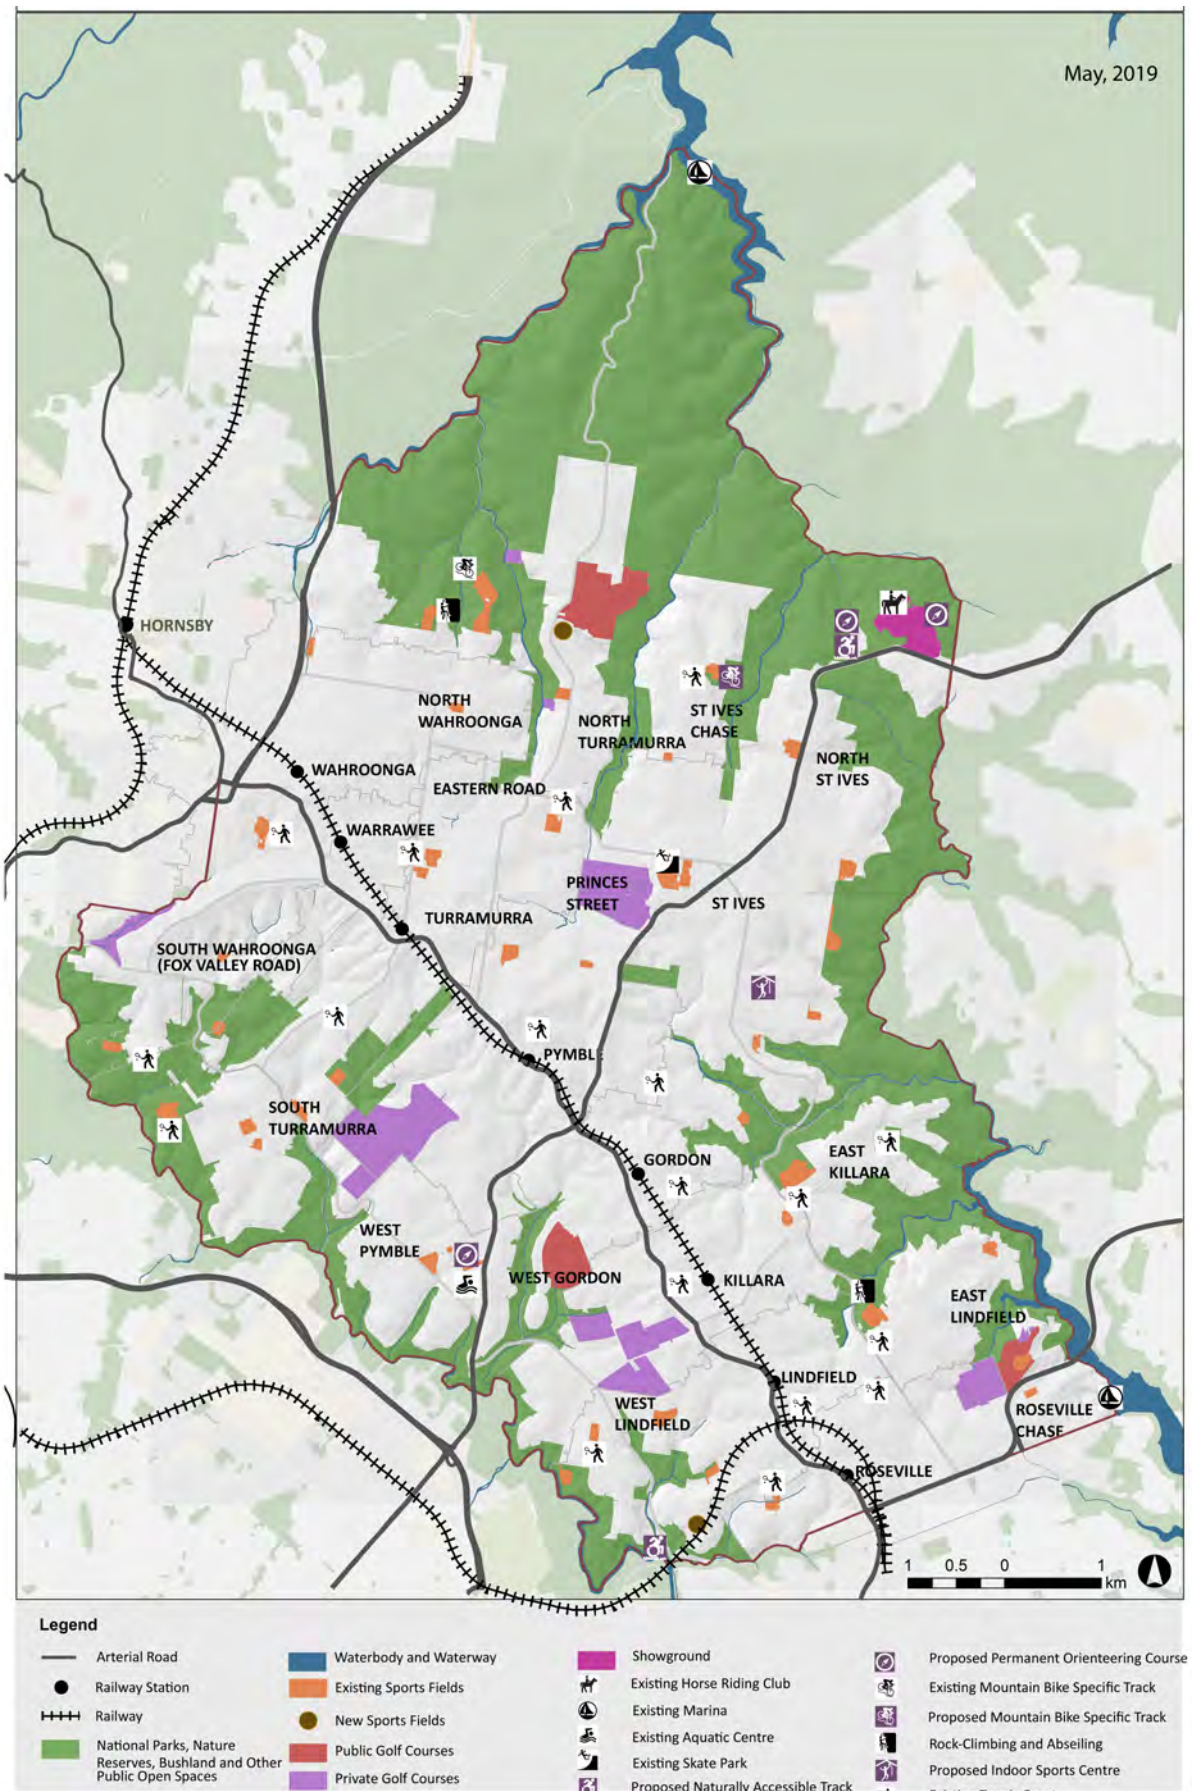 May, 2019
HORNSBY
NORTH
WAHROONGA
NORTH
TURRAMURRA
ST IVES
CHASE
NORTH
ST IVES
WAHROONGA
EASTERN ROAD
WARRAWEE
PRINCES
STREET
ST IVES
TURRAMURRA
SOUTH WAHROONGA
(FOX VALLEY ROAD)
PYMBLE
SOUTH
TURRAMURRA
GORDON
EAST
KILLARA
WEST
PYMBLE
WEST GORDON
KILLARA
EAST
LINDFIELD
LINDFIELD
WEST
LINDFIELD
ROSEVILLE
CHASE
ROSEVILLE
1 0.5 0 1
km
Legend
Arterial Road
Railway Station
Railway
National Parks, Nature
Reserves, Bushland and Other
Public Open Spaces
Waterbody and Waterway
Existing Sports Fields
New Sports Fields
Public Golf Courses
Private Golf Courses
Showground
Existing Horse Riding Club
Existing Marina
Existing Aquatic Centre
Existing Skate Park
Proposed Naturally Accessible Track
Proposed Permanent Orienteering Course
Existing Mountain Bike Specific Track
Proposed Mountain Bike Specific Track
Rock-Climbing and Abseiling
Proposed Indoor Sports Centre